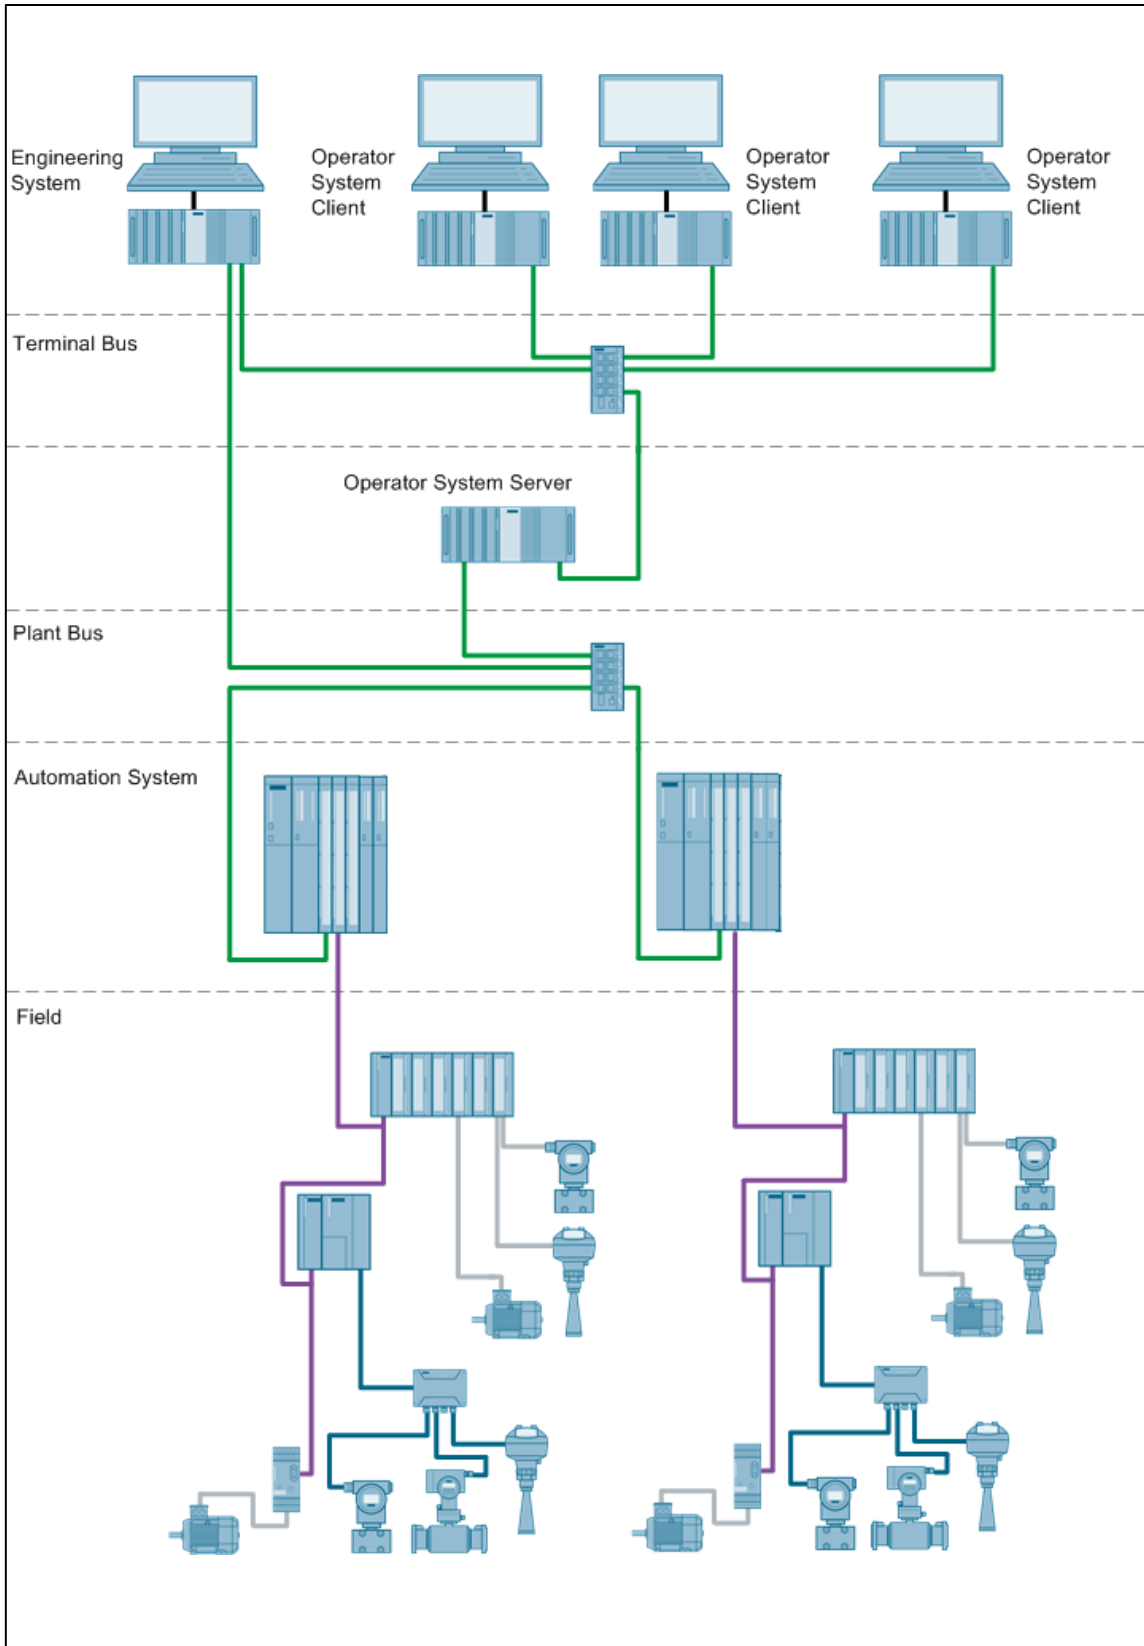 Engineering
System
Operator
System
Client
Operator
System
Client
Operator
System
Client
Terminal Bus
Operator System Server
Plant Bus
Automation System
Field